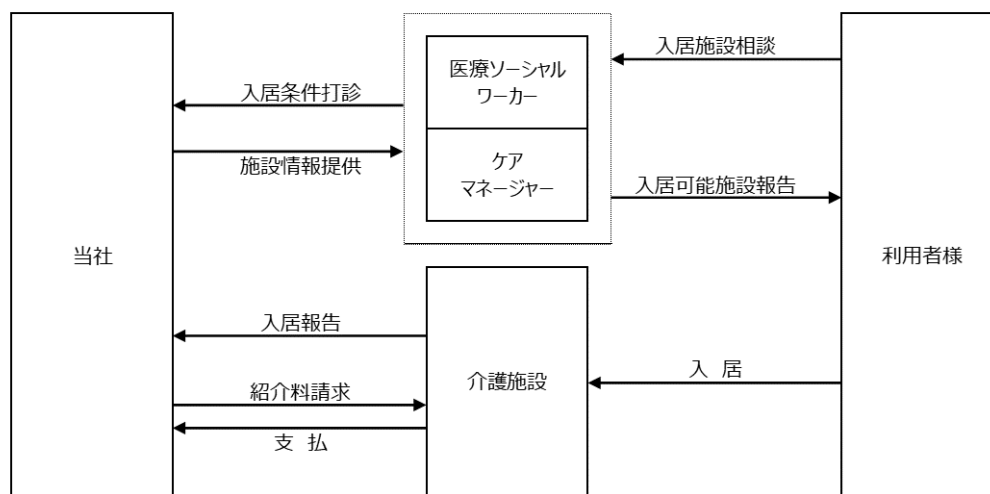 入居施設相談
医療ソーシャル
ワーカー
入居条件打診
施設情報提供
ケア
マネージャー
入居可能施設報告
当社
利用者様
入居報告
介護施設
入 居
紹介料請求
支 払